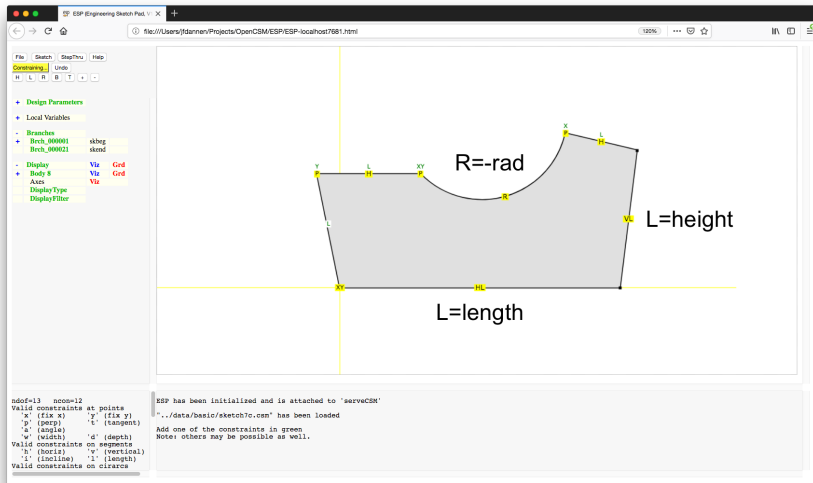 ESP (Engineering Sketch Pad, V
file:///Users/jfdannen/Projects/OpenCSM/ESP/ESP-localhost7681.html
120%
File Sketch StepThru Help
Constraining... Undo
H L R B T + -
+ Design Parameters
+ Local Variables
- Branches
+ Brch_000001 skbeg
Brch_000021 skend
- Display Viz Grd
+ Body 8 Viz Grd
Axes Viz
DisplayType
DisplayFilter
X
P
L
H
R=-rad
Y
P
L
H
XY
P
R
L
VL
L=height
XY
HL
L=length
ndof=13 ncon=12
Valid constraints at points
'x' (fix x) 'y' (fix y)
'p' (perp) 't' (tangent)
'a' (angle)
'w' (width) 'd' (depth)
Valid constraints on segments
'h' (horiz) 'v' (vertical)
'i' (incline) 'l' (length)
Valid constraints on cirarcs
ESP has been initialized and is attached to 'serveCSM'
"../data/basic/sketch7c.csm" has been loaded
Add one of the constraints in green
Note: others may be possible as well.